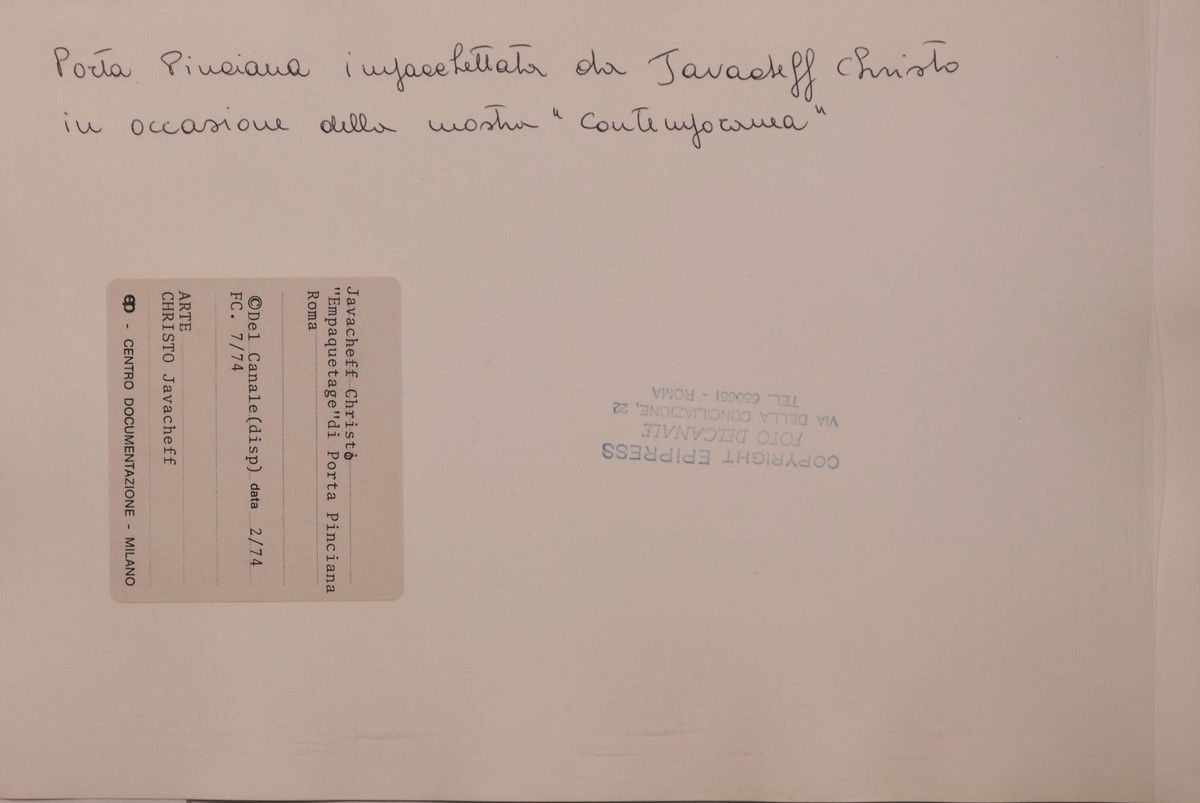 Porta Pinciana impacchettata da Javacheff Christo
in occasione della mostra "Contemporanea"
Javacheff Christo
"Empaquetage"di Porta Pinciana
Roma
©Del Canale(disp) data 2/74
FC. 7/74
ARTE
CHRISTO Javacheff
ep - CENTRO DOCUMENTAZIONE - MILANO
COPYRIGHT EPIPRESS
FOTO DELCANALE
VIA DELLA CONCILIAZIONE, 22
TEL. - ROMA